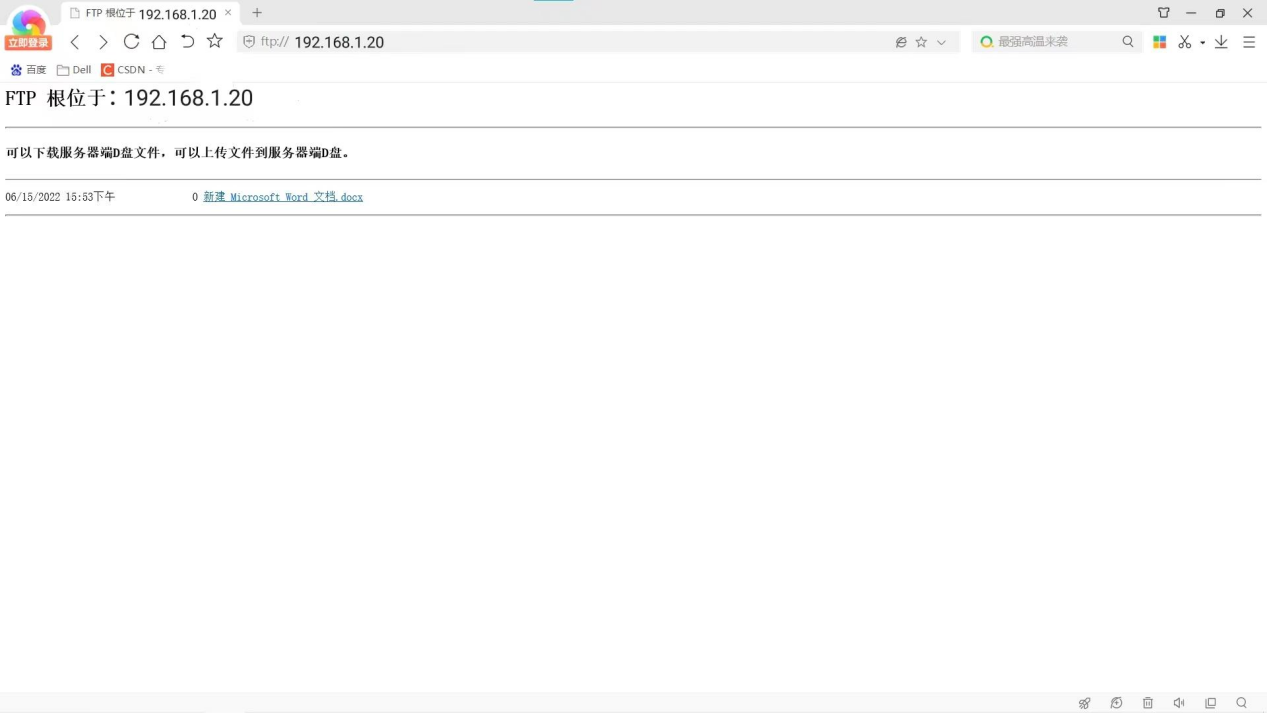 FTP 根位于 192.168.1.20
立即登录
ftp:// 192.168.1.20
最强高温来袭
百度 Dell CSDN - 专
FTP 根位于：192.168.1.20
可以下载服务器端D盘文件，可以上传文件到服务器端D盘。
06/15/2022 15:53下午 0 新建 Microsoft Word 文档.docx